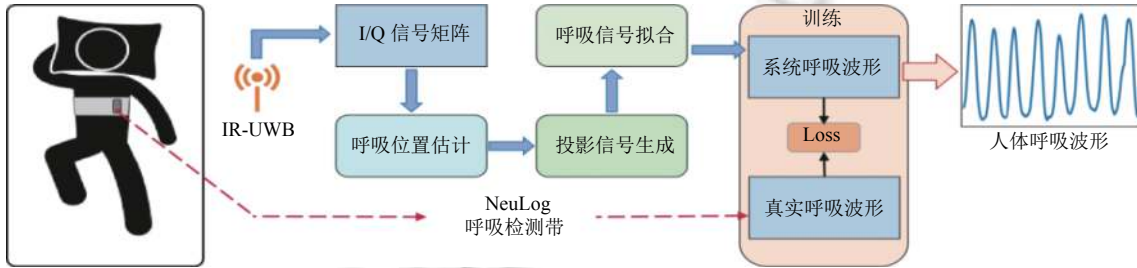 训练
I/Q 信号矩阵
呼吸信号拟合
系统呼吸波形
IR-UWB
呼吸位置估计
投影信号生成
Loss
人体呼吸波形
NeuLog
呼吸检测带
真实呼吸波形